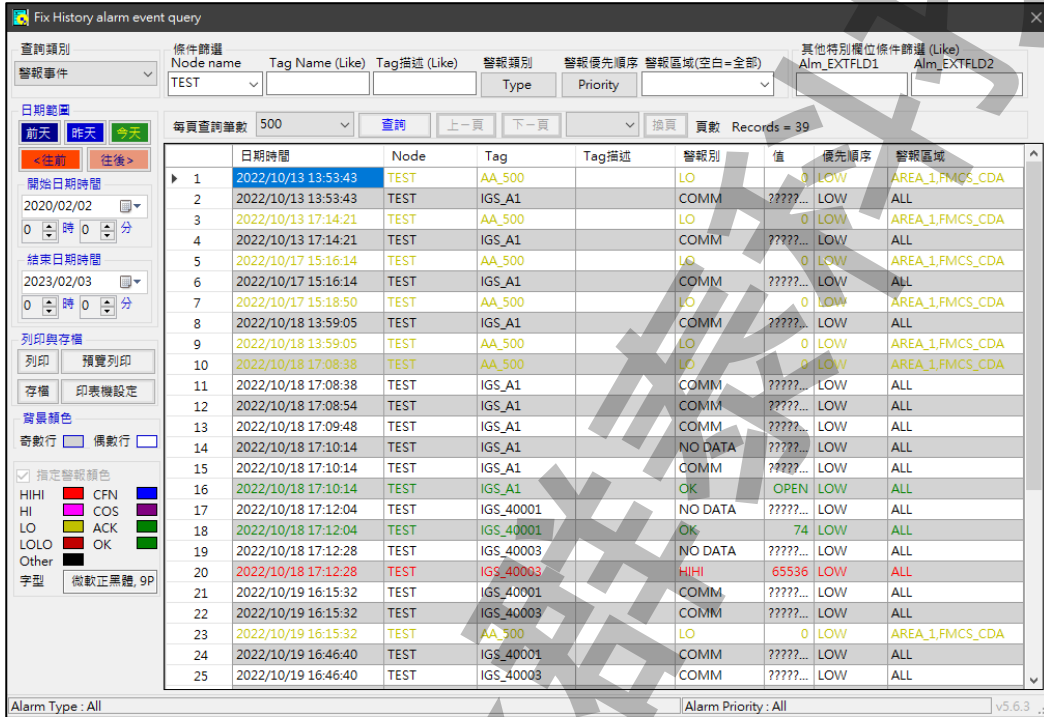 Fix History alarm event query
查詢類別
警報事件
條件篩選
Node name Tag Name (Like) Tag描述 (Like) 警報類別 警報優先順序 警報區域(空白=全部)
TEST Type Priority
其他特別欄位條件篩選 (Like)
Alm_EXTFLD1 Alm_EXTFLD2
日期範圍
前天 昨天 今天
<往前 往後>
開始日期時間
2020/02/02
0 時 0 分
結束日期時間
2023/02/03
0 時 0 分
列印與存檔
列印 預覽列印
存檔 印表機設定
背景顏色
奇數行 偶數行
指定警報顏色
HIHI CFN
HI COS
LO ACK
LOLO OK
Other
字型 微軟正黑體, 9P
每頁查詢筆數 500 查詢 上一頁 下一頁 換頁 頁數 Records = 39
日期時間 Node Tag Tag描述 警報別 值 優先順序 警報區域
1 2022/10/13 13:53:43 TEST AA_500 LO 0 LOW AREA_1,FMCS_CDA
2 2022/10/13 13:53:43 TEST IGS_A1 COMM ?????... LOW ALL
3 2022/10/13 17:14:21 TEST AA_500 LO 0 LOW AREA_1,FMCS_CDA
4 2022/10/13 17:14:21 TEST IGS_A1 COMM ?????... LOW ALL
5 2022/10/17 15:16:14 TEST AA_500 LO 0 LOW AREA_1,FMCS_CDA
6 2022/10/17 15:16:14 TEST IGS_A1 COMM ?????... LOW ALL
7 2022/10/17 15:18:50 TEST AA_500 LO 0 LOW AREA_1,FMCS_CDA
8 2022/10/18 13:59:05 TEST IGS_A1 COMM ?????... LOW ALL
9 2022/10/18 13:59:05 TEST AA_500 LO 0 LOW AREA_1,FMCS_CDA
10 2022/10/18 17:08:38 TEST AA_500 LO 0 LOW AREA_1,FMCS_CDA
11 2022/10/18 17:08:38 TEST IGS_A1 COMM ?????... LOW ALL
12 2022/10/18 17:08:54 TEST IGS_A1 COMM ?????... LOW ALL
13 2022/10/18 17:09:48 TEST IGS_A1 COMM ?????... LOW ALL
14 2022/10/18 17:10:14 TEST IGS_A1 NO DATA ?????... LOW ALL
15 2022/10/18 17:10:14 TEST IGS_A1 COMM ?????... LOW ALL
16 2022/10/18 17:10:14 TEST IGS_A1 OK OPEN LOW ALL
17 2022/10/18 17:12:04 TEST IGS_40001 NO DATA ?????... LOW ALL
18 2022/10/18 17:12:04 TEST IGS_40001 OK 74 LOW ALL
19 2022/10/18 17:12:28 TEST IGS_40003 NO DATA ?????... LOW ALL
20 2022/10/18 17:12:28 TEST IGS_40003 HIHI 65536 LOW ALL
21 2022/10/19 16:15:32 TEST IGS_40001 COMM ?????... LOW ALL
22 2022/10/19 16:15:32 TEST IGS_40003 COMM ?????... LOW ALL
23 2022/10/19 16:15:32 TEST AA_500 LO 0 LOW AREA_1,FMCS_CDA
24 2022/10/19 16:46:40 TEST IGS_40001 COMM ?????... LOW ALL
25 2022/10/19 16:46:40 TEST IGS_40003 COMM ?????... LOW ALL
Alarm Type : All Alarm Priority : All v5.6.3